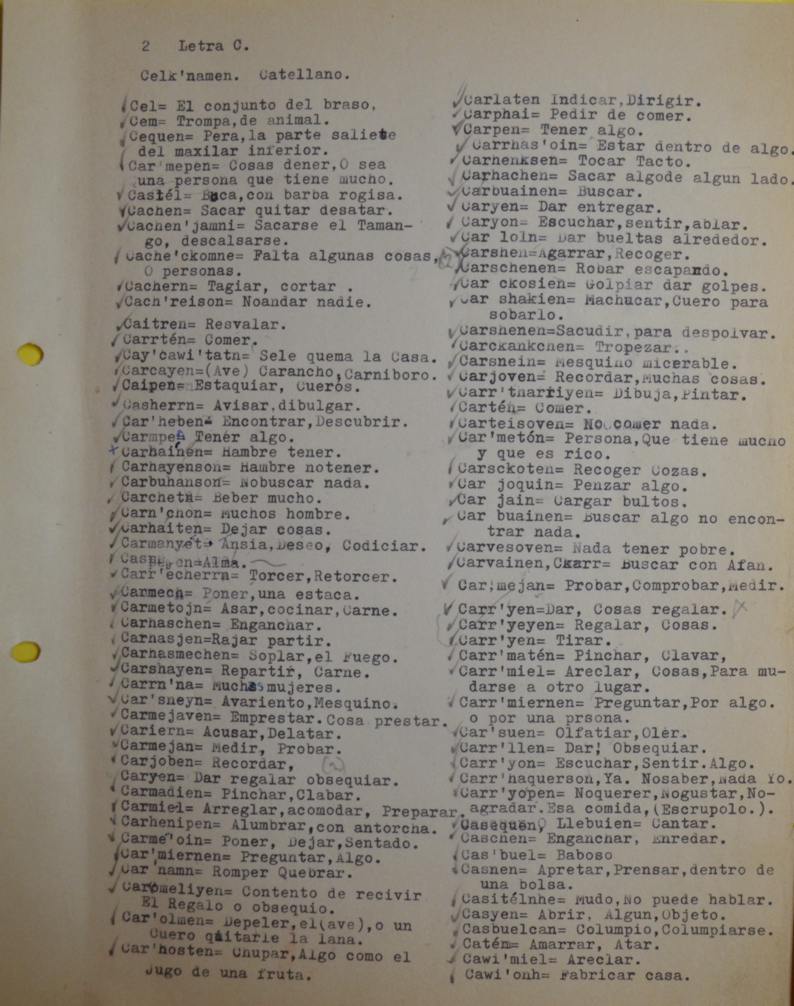 2 Letra C.
Celk'namen. Catellano.
Cel= El conjunto del braso,
Cem= Trompa,de animal.
Cequen= Pera,la parte saliete
del maxilar inferior.
Car'mepen= Cosas dener,O sea
una persona que tiene mucho.
Castél= Boca,con barba rogisa.
Cachen= Sacar quitar desatar.
Cachen'jamni= Sacarse el Taman-
go, descalsarse.
Cache'ckomne= Falta algunas cosas,
O personas.
Cachern= Tagiar, cortar .
Cach'reison= Noandar nadie.
Caitren= Resvalar.
Carrtén= Comer.
Cay'cawi'tatn= Sele quema la Casa.
Carcayen=(Ave) Carancho,Carniboro.
Caipen= Estaquiar, Cueros.
Casherrn= Avisar,dibulgar.
Car'heben= Encontrar,Descubrir.
Carmpen Tener algo.
Carhainen= Hambre tener.
Carhayenson= Hambre notener.
Carbuhanson= Nobuscar nada.
Carcheth= Beber mucho.
Carn'chon= Muchos hombre.
Carhaiten= Dejar cosas.
Carmanyet= Ansia,Deseo, Codiciar.
Alma.
Carr'echerrn= Torcer,Retorcer.
Carmech= Poner,una estaca.
Carmetojn= Asar,cocinar,Carne.
Carhaschen= Enganchar.
Carnasjen=Rajar partir.
Carhasmechen= Soplar,el Fuego.
Carshayen= Repartir, Carne.
Carrn'na= Muchas mujeres.
Car'sneyn= Avariento,Mesquino.
Carmejaven= Emprestar.Cosa prestar.
Cariern= Acusar,Delatar.
Carmejan= Medir, Probar.
Carjoben= Recordar,
Caryen= Dar regalar obsequiar.
Carmadien= Pinchar,Clabar.
Carmiel= Arreglar,acomodar, Preparar.
Carhenipen= Alumbrar,con antorcha.
Carme'oin= Poner, Dejar,Sentado.
Car'miernen= Preguntar,Algo.
Car namn= Romper Quebrar.
Caromeliyen= Contento de recivir
El Regalo o obsequio.
Car'olmen= Depeler,el(ave),o un
Cuero quitarle la lana.
Car'hosten= Chupar,Algo como el
Jugo de una fruta.
Carlaten Indicar,Dirigir.
Carphai= Pedir de comer.
Carpen= Tener algo.
Carrhas'oin= Estar dentro de algo.
Carhenksen= Tocar Tacto.
Carhachen= Sacar algode algun lado.
Carbuainen= Buscar.
Caryen= Dar entregar.
Caryon= Escuchar,sentir,ablar.
Car loln= Dar bueltas alrededor.
Carshen=Agarrar,Recoger.
Carschenen= Robar escapando.
Car ckosien= Golpiar dar golpes.
Car shakien= Machucar,Cuero para
sobarlo.
Carshenen=Sacudir,para despolvar.
Carckankchen= Tropezar..
Carsnein= Mesquino micerable.
Carjoven= Recordar,Muchas cosas.
Carr'tnariyen= Dibuja,Pintar.
Cartén= Comer.
Carteisoven= No comer nada.
Car'metón= Persona,Que tiene mucho
y que es rico.
Carsckoten= Recoger Cozas.
Car joquin= Penzar algo.
Car jain= Cargar bultos.
Car buainen= Buscar algo no encon-
trar nada.
Carvesoven= Nada tener pobre.
Carvainen,Ckarr= Buscar con Afan.
Car;mejan= Probar,Comprobar,Medir.
Carr'yen=Dar, Cosas regalar.
Carr'yeyen= Regalar, Cosas.
Carr'yen= Tirar.
Carr'matén= Pinchar, Clavar,
Carr'miel= Areclar, Cosas,Para mu-
darse a otro lugar.
Carr'miernen= Preguntar,Por algo.
o por una prsona.
Car'suen= Olfatiar,Olér.
Carr'llen= Dar, Obsequiar.
Carr'yon= Escuchar,Sentir.Algo.
Carr'haquerson,Ya. Nosaber,Nada Yo.
Carr'yopen= Noquerer,Nogustar,No-
agradar.Esa comida,(Escrupolo.).
Casequen, Llebuien= Cantar.
Caschen= Enganchar, Enredar.
Cas'buel= Baboso
Casnen= Apretar,Prensar,dentro de
una bolsa.
Casitélnhe= Mudo,No puede hablar.
Casyen= Abrir, Algun,Objeto.
Casbuelcan= Columpio,Columpiarse.
Catém= Amarrar, Atar.
Cawi'miel= Areclar.
Cawi'onh= Fabricar casa.